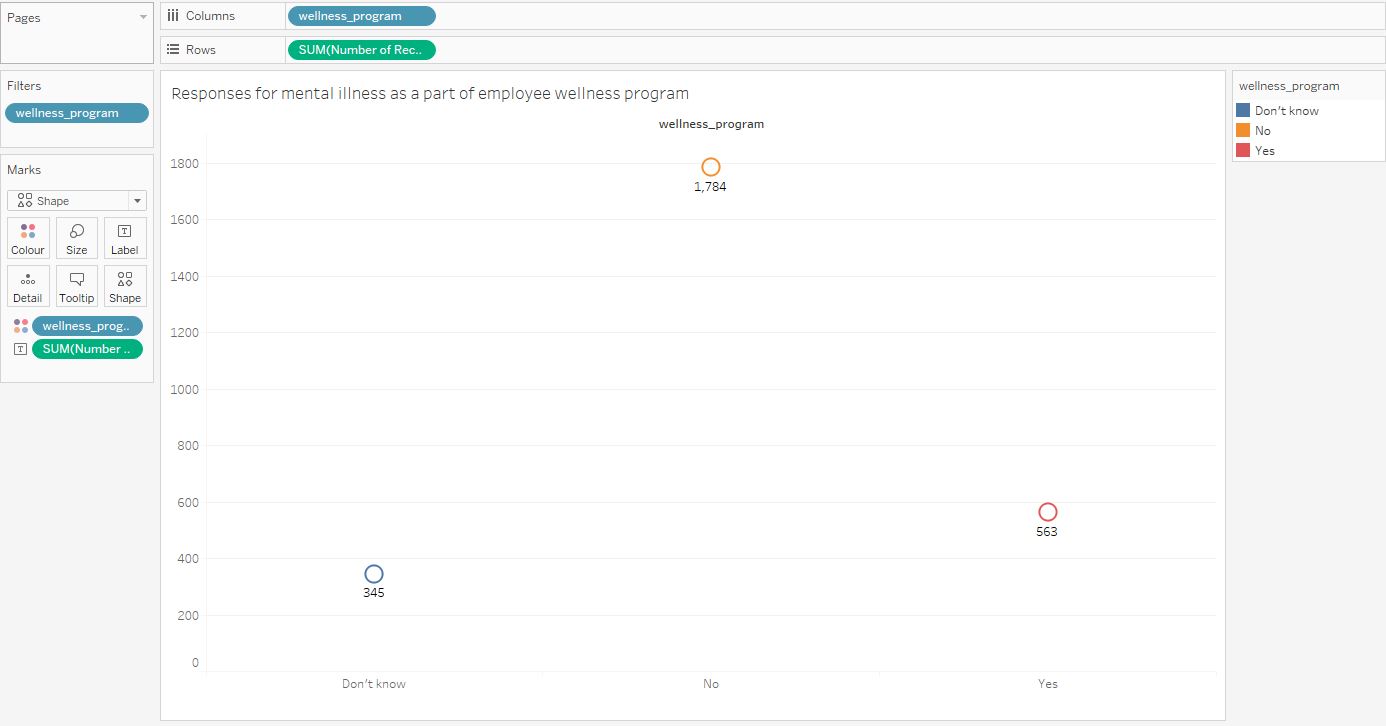 Pages
Columns
wellness_program
Rows
SUM(Number of Rec..
Filters
wellness_program
Marks
Shape
Colour
Size
Label
Detail
Tooltip
Shape
wellness_prog..
SUM(Number ..
Responses for mental illness as a part of employee wellness program
wellness_program
1800
1600
1400
1200
1000
800
600
400
200
0
1,784
563
345
Don't know
No
Yes
wellness_program
Don't know
No
Yes